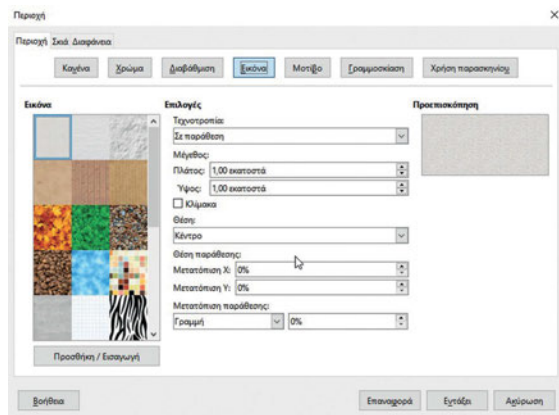 Περιοχή
Περιοχή Σκιά Διαφάνεια
Κανένα Χρώμα Διαβάθμιση Εικόνα Μοτίβο Γραμμοσκίαση Χρήση παρασκηνίου
Εικόνα
Επιλογές
Τεχνοτροπία:
Σε παράθεση
Μέγεθος:
Πλάτος: 1,00 εκατοστά
Ύψος: 1,00 εκατοστά
Κλίμακα
Θέση:
Κέντρο
Θέση παράθεσης:
Μετατόπιση X: 0%
Μετατόπιση Y: 0%
Μετατόπιση παράθεσης:
Γραμμή 0%
Προεπισκόπηση
Προσθήκη / Εισαγωγή
Βοήθεια Επαναφορά Εντάξει Ακύρωση